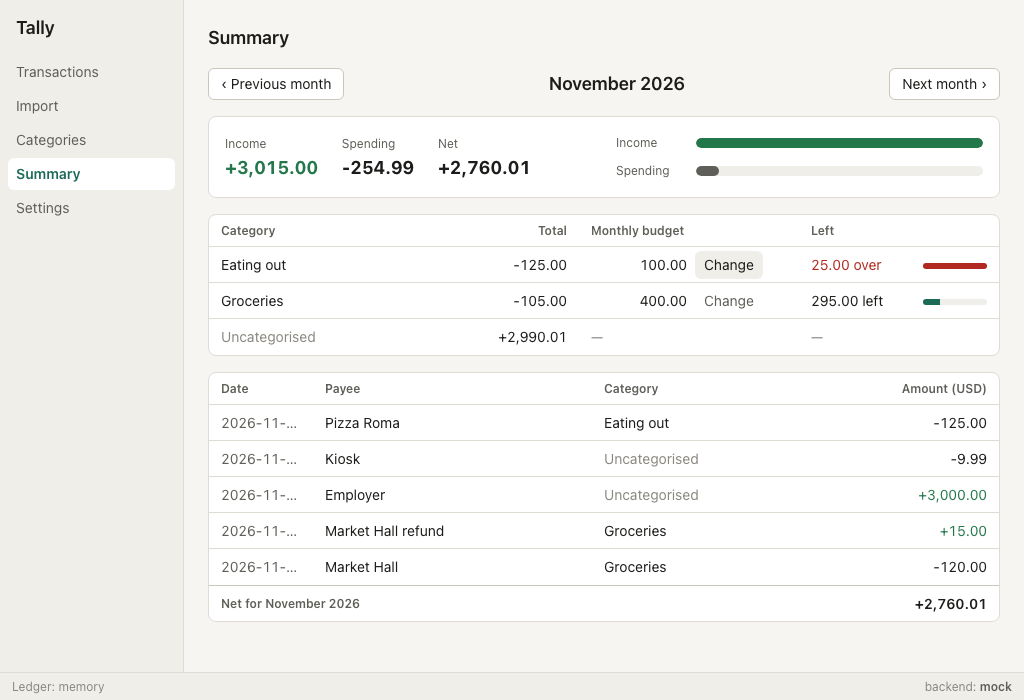 Tally
Transactions
Import
Categories
Summary
Settings
Summary
‹ Previous month
November 2026
Next month ›
Income Spending Net
+3,015.00 -254.99 +2,760.01
Income
Spending
Category Total Monthly budget Left
Eating out -125.00 100.00 Change 25.00 over
Groceries -105.00 400.00 Change 295.00 left
Uncategorised +2,990.01 — —
Date Payee Category Amount (USD)
2026-11-… Pizza Roma Eating out -125.00
2026-11-… Kiosk Uncategorised -9.99
2026-11-… Employer Uncategorised +3,000.00
2026-11-… Market Hall refund Groceries +15.00
2026-11-… Market Hall Groceries -120.00
Net for November 2026 +2,760.01
Ledger: memory
backend: mock